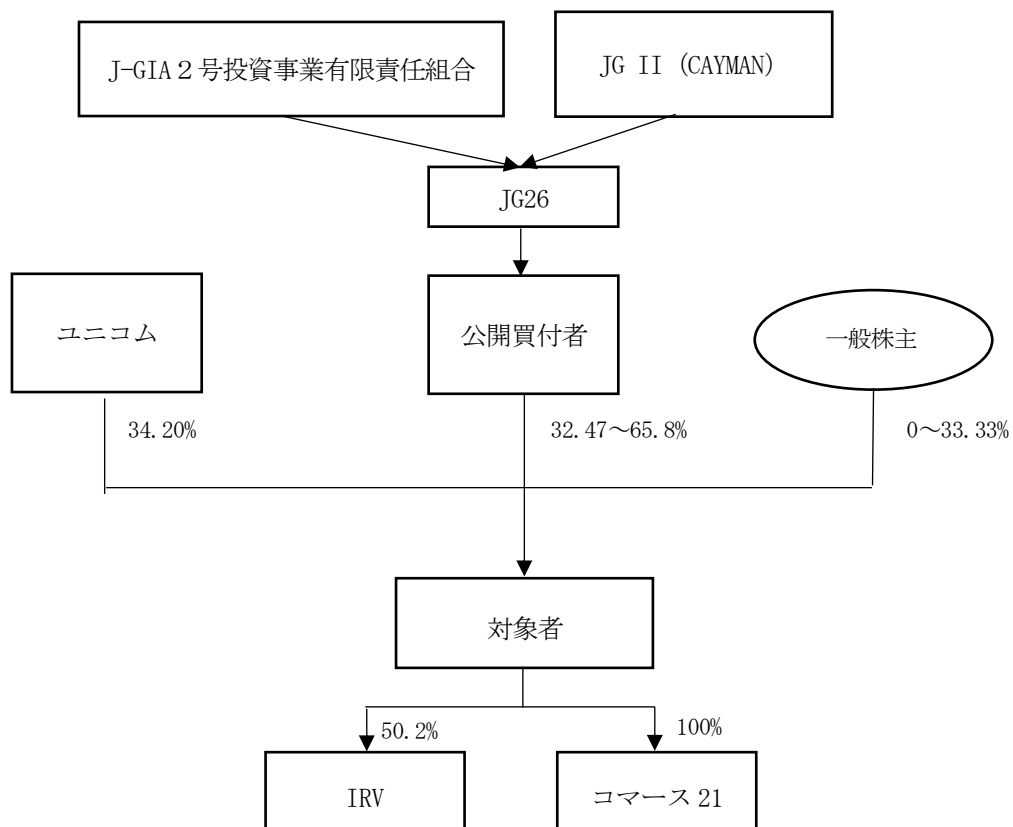 J-GIA２号投資事業有限責任組合
JG II (CAYMAN)
JG26
ユニコム
公開買付者
一般株主
34.20%
32.47～65.8%
0～33.33%
対象者
50.2%
100%
IRV
コマース 21